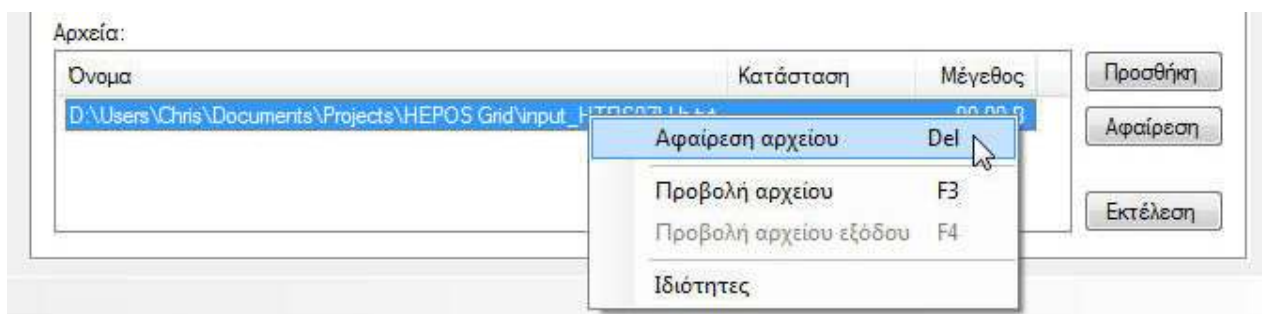 Αρχεία:
Όνομα Κατάσταση Μέγεθος
D:\Users\Chris\Documents\Projects\HEPOS Grid\input_
Προσθήκη
Αφαίρεση
Εκτέλεση
Αφαίρεση αρχείου Del
Προβολή αρχείου F3
Προβολή αρχείου εξόδου F4
Ιδιότητες